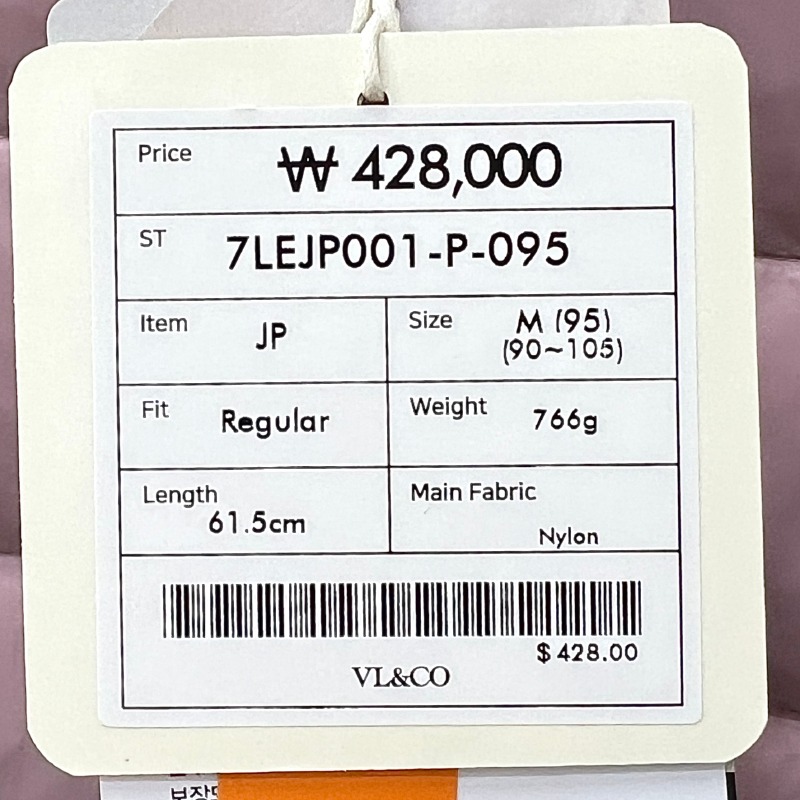 Price ₩ 428,000
ST 7LEJP001-P-095
Item JP
Size M (95)
(90~105)
Fit Regular
Weight 766g
Length
61.5cm
Main Fabric
Nylon
$ 428.00
VL&CO